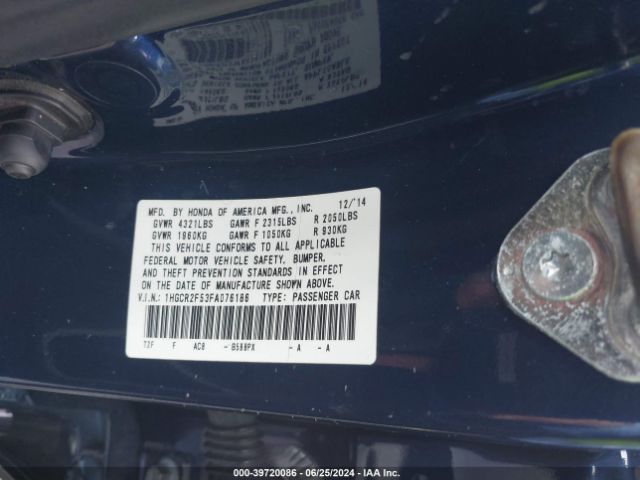 MFD. BY HONDA OF AMERICA MFG., INC. 12/'14
GVWR 4321LBS GAWR F 2315LBS R 2050LBS
GVWR 1960KG GAWR F 1050KG R 930KG
THIS VEHICLE CONFORMS TO ALL APPLICABLE
FEDERAL MOTOR VEHICLE SAFETY, BUMPER,
AND THEFT PREVENTION STANDARDS IN EFFECT
ON THE DATE OF MANUFACTURE SHOWN ABOVE.
V.I.N.: 1HGCR2F53FA076186 TYPE: PASSENGER CAR
F AC8 - B588PX - A - A
000-39720086 - 06/25/2024 - IAA Inc.